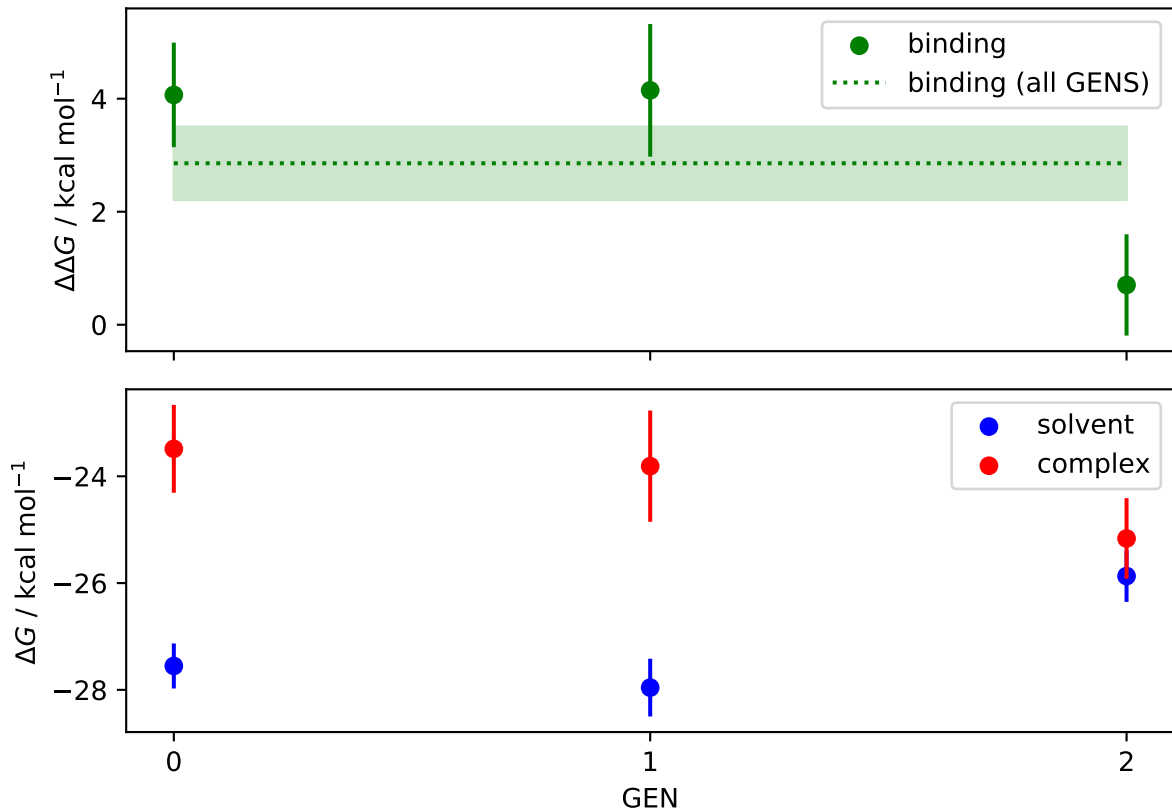 binding
binding (all GENS)
4
2
0
ΔΔG / kcal mol⁻¹
solvent
complex
−24
−26
−28
ΔG / kcal mol⁻¹
0 1 2
GEN